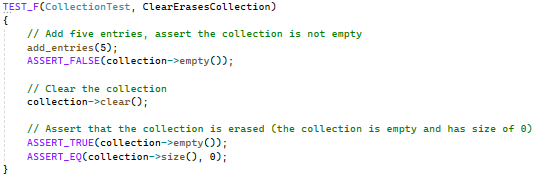 TEST_F(CollectionTest, ClearErasesCollection)
{
    // Add five entries, assert the collection is not empty
    add_entries(5);
    ASSERT_FALSE(collection->empty());

    // Clear the collection
    collection->clear();

    // Assert that the collection is erased (the collection is empty and has size of 0)
    ASSERT_TRUE(collection->empty());
    ASSERT_EQ(collection->size(), 0);
}